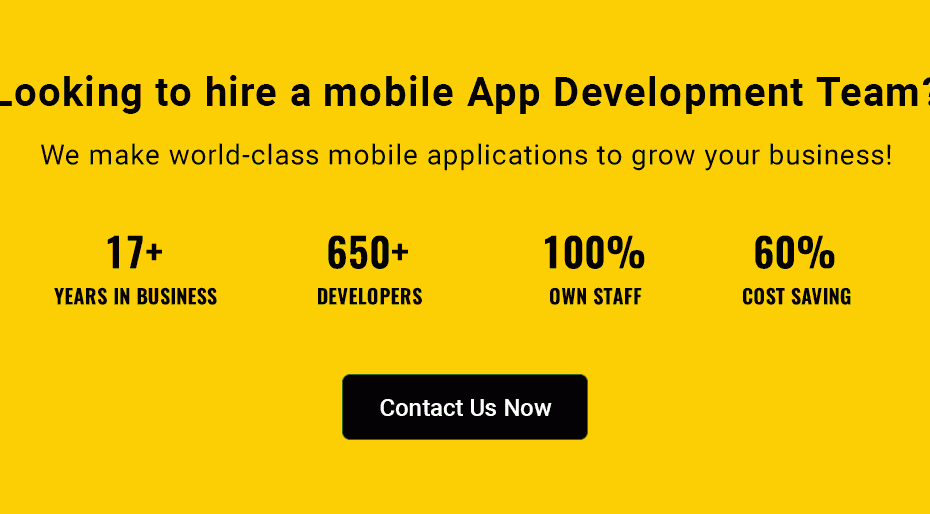 Looking to hire a mobile App Development Team?
We make world-class mobile applications to grow your business!
17+ 650+ 100% 60%
YEARS IN BUSINESS DEVELOPERS OWN STAFF COST SAVING
Contact Us Now